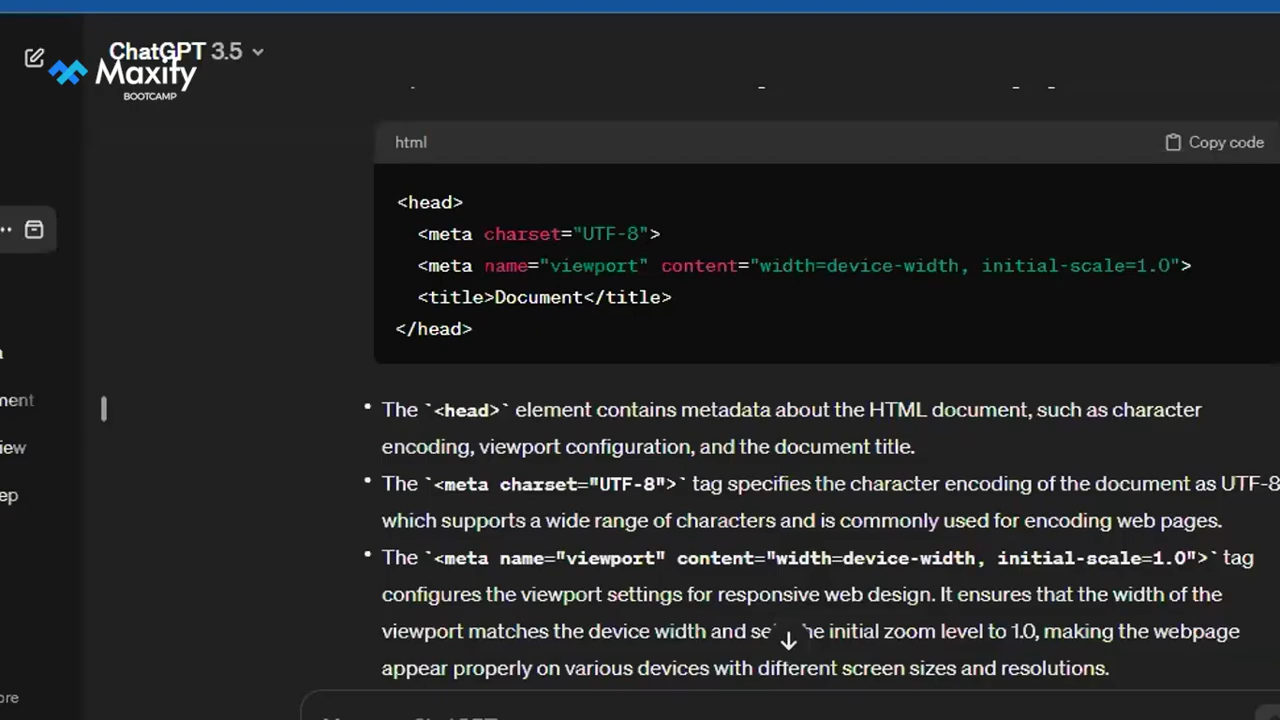 ChatGPT 3.5
Maxify
BOOTCAMP
html
Copy code
<head>
<meta charset="UTF-8">
<meta name="viewport" content="width=device-width, initial-scale=1.0">
<title>Document</title>
</head>
• The `<head>` element contains metadata about the HTML document, such as character
encoding, viewport configuration, and the document title.
• The `<meta charset="UTF-8">` tag specifies the character encoding of the document as UTF-8
which supports a wide range of characters and is commonly used for encoding web pages.
• The `<meta name="viewport" content="width=device-width, initial-scale=1.0">` tag
configures the viewport settings for responsive web design. It ensures that the width of the
viewport matches the device width and initial zoom level to 1.0, making the webpage
appear properly on various devices with different screen sizes and resolutions.